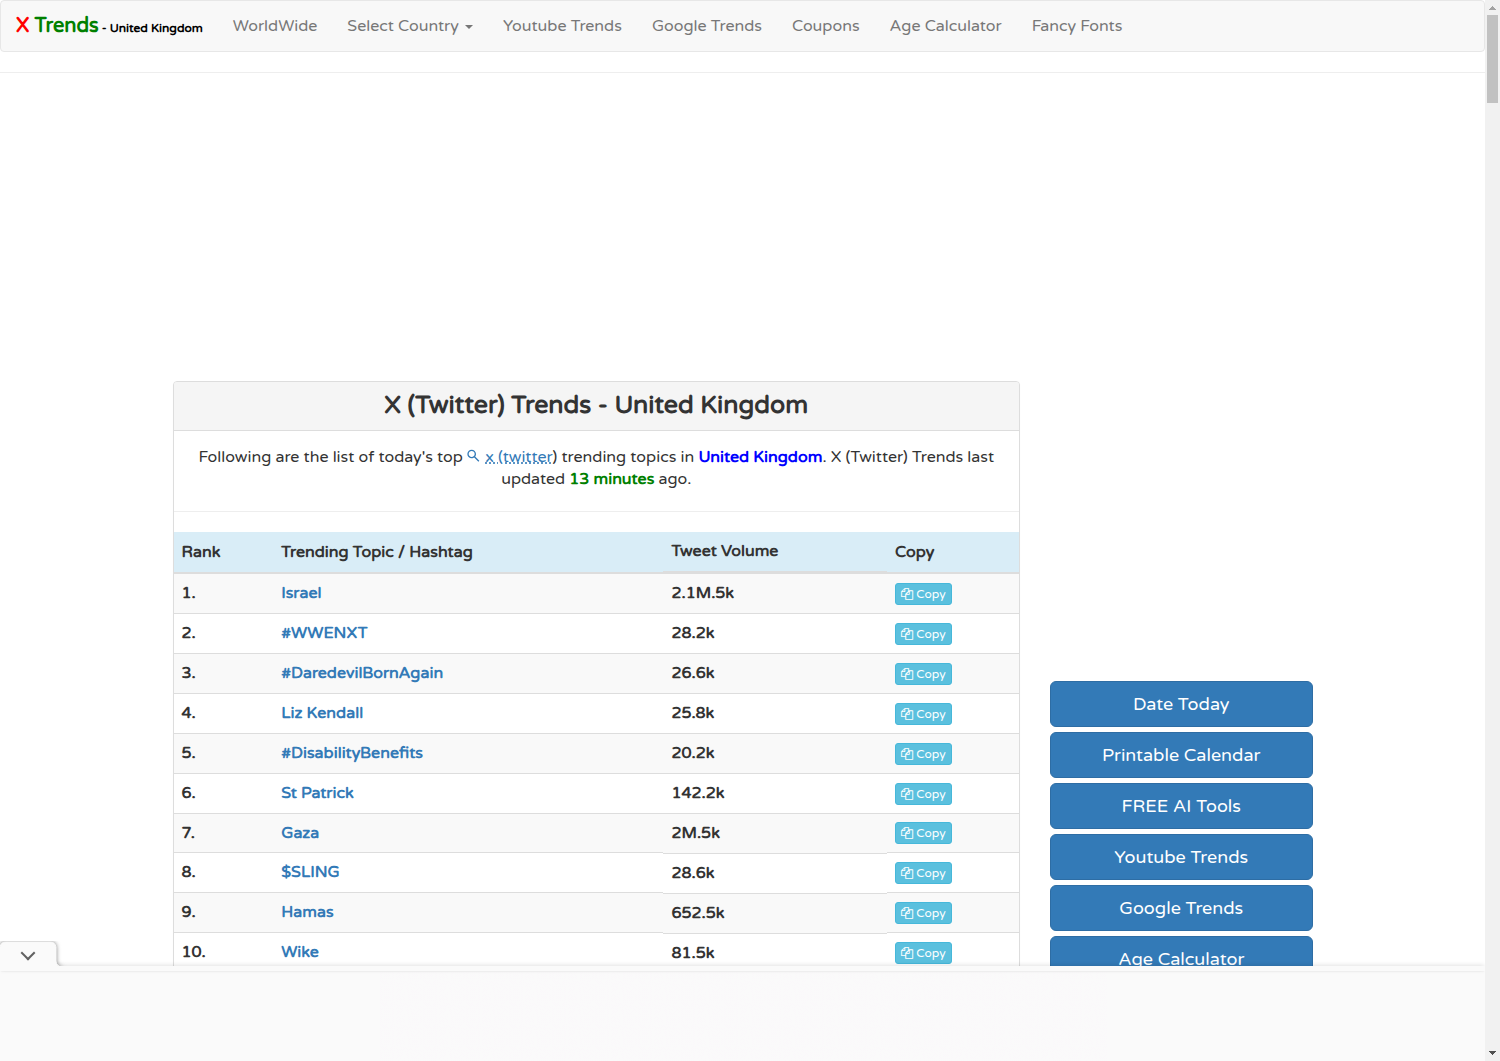 X Trends - United Kingdom WorldWide Select Country Youtube Trends Google Trends Coupons Age Calculator Fancy Fonts
X (Twitter) Trends - United Kingdom
Following are the list of today's top x (twitter) trending topics in United Kingdom. X (Twitter) Trends last
updated 13 minutes ago.
Rank Trending Topic / Hashtag Tweet Volume Copy
1. Israel 2.1M.5k Copy
2. #WWENXT 28.2k Copy
3. #DaredevilBornAgain 26.6k Copy
4. Liz Kendall 25.8k Copy
5. #DisabilityBenefits 20.2k Copy
6. St Patrick 142.2k Copy
7. Gaza 2M.5k Copy
8. $SLING 28.6k Copy
9. Hamas 652.5k Copy
10. Wike 81.5k Copy
Date Today
Printable Calendar
FREE AI Tools
Youtube Trends
Google Trends
Age Calculator